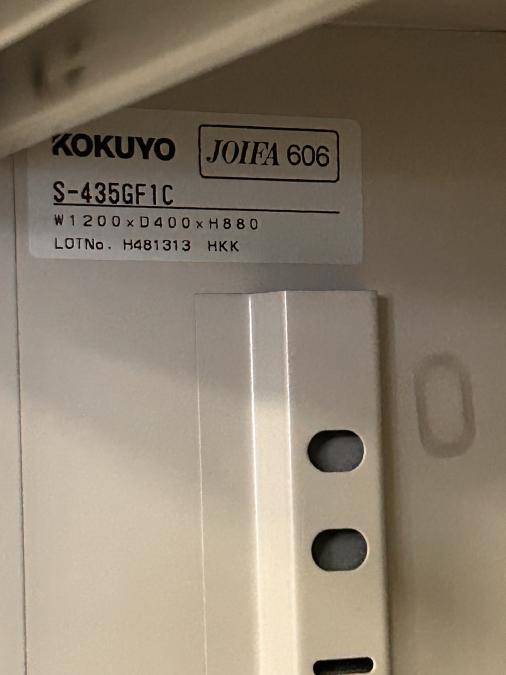 KOKUYO JOIFA 606
S-435GF1C
W1200×D400×H880
LOTNo. H481313 HKK